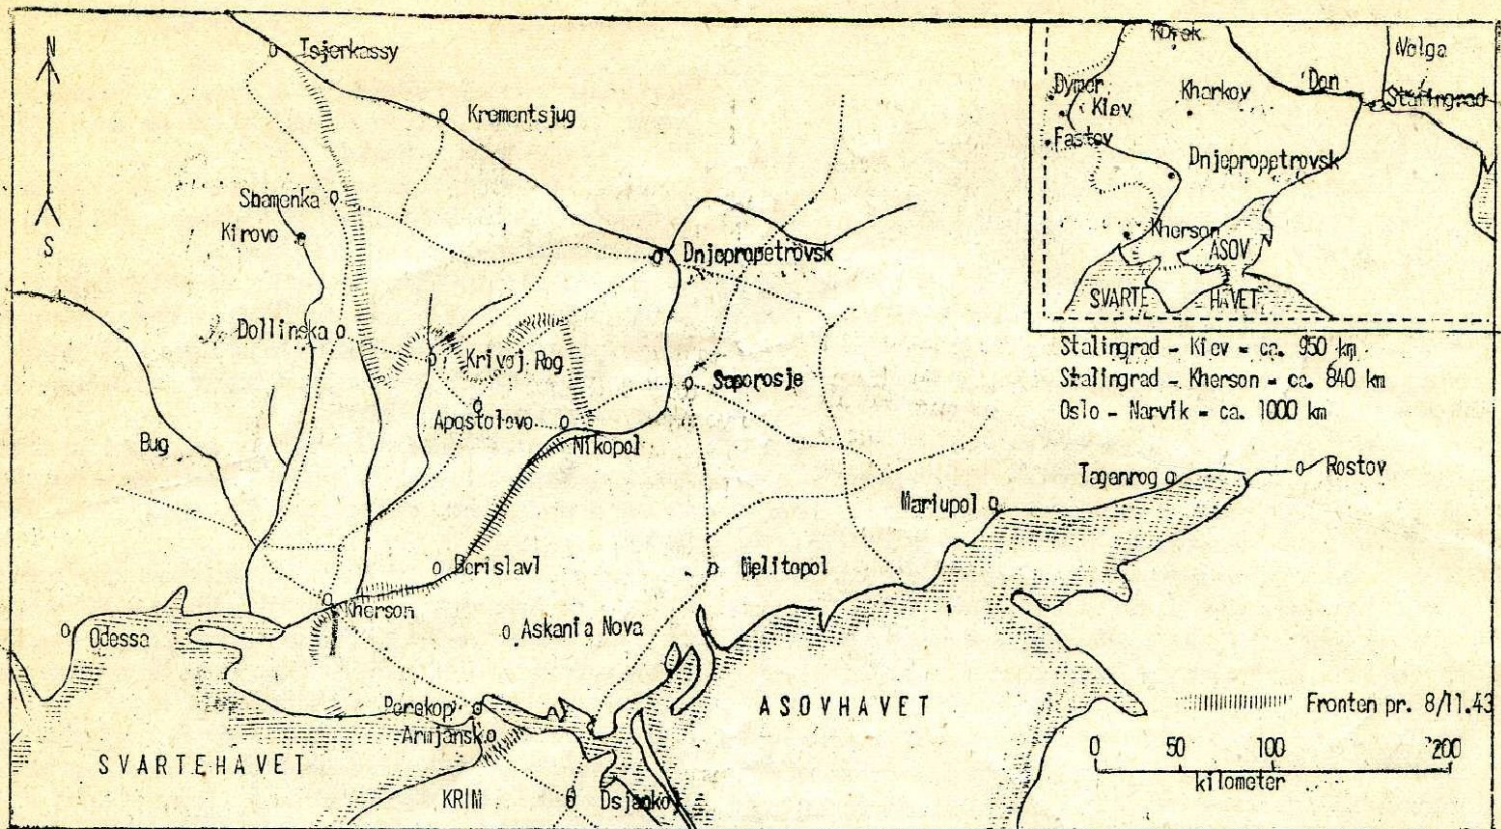 N
S
Tsjerkassy
Krementsjug
Shamenka
Kirovo
Dnjepropetrovsk
Dollinska
Krivoj Rog
Saporosje
Apostolovo
Nikopol
Bug
Tagenrog
Rostov
Mariupol
Berislavl
Melitopol
Kherson
Odessa
Askania Nova
Perekop
Armjansk
ASOVHAVET
SVARTEHAVET
KRIM
Dsjankoj
Volga
Don
Dymer
Kharkov
Stalingrad
Kiev
Fastov
Dnjepropetrovsk
Kherson
ASOV
SVARTE HAVET
Stalingrad - Kiev = ca. 950 km
Stalingrad - Kherson = ca. 840 km
Oslo - Narvik = ca. 1000 km
Fronten pr. 8/11.43
0 50 100 200
kilometer